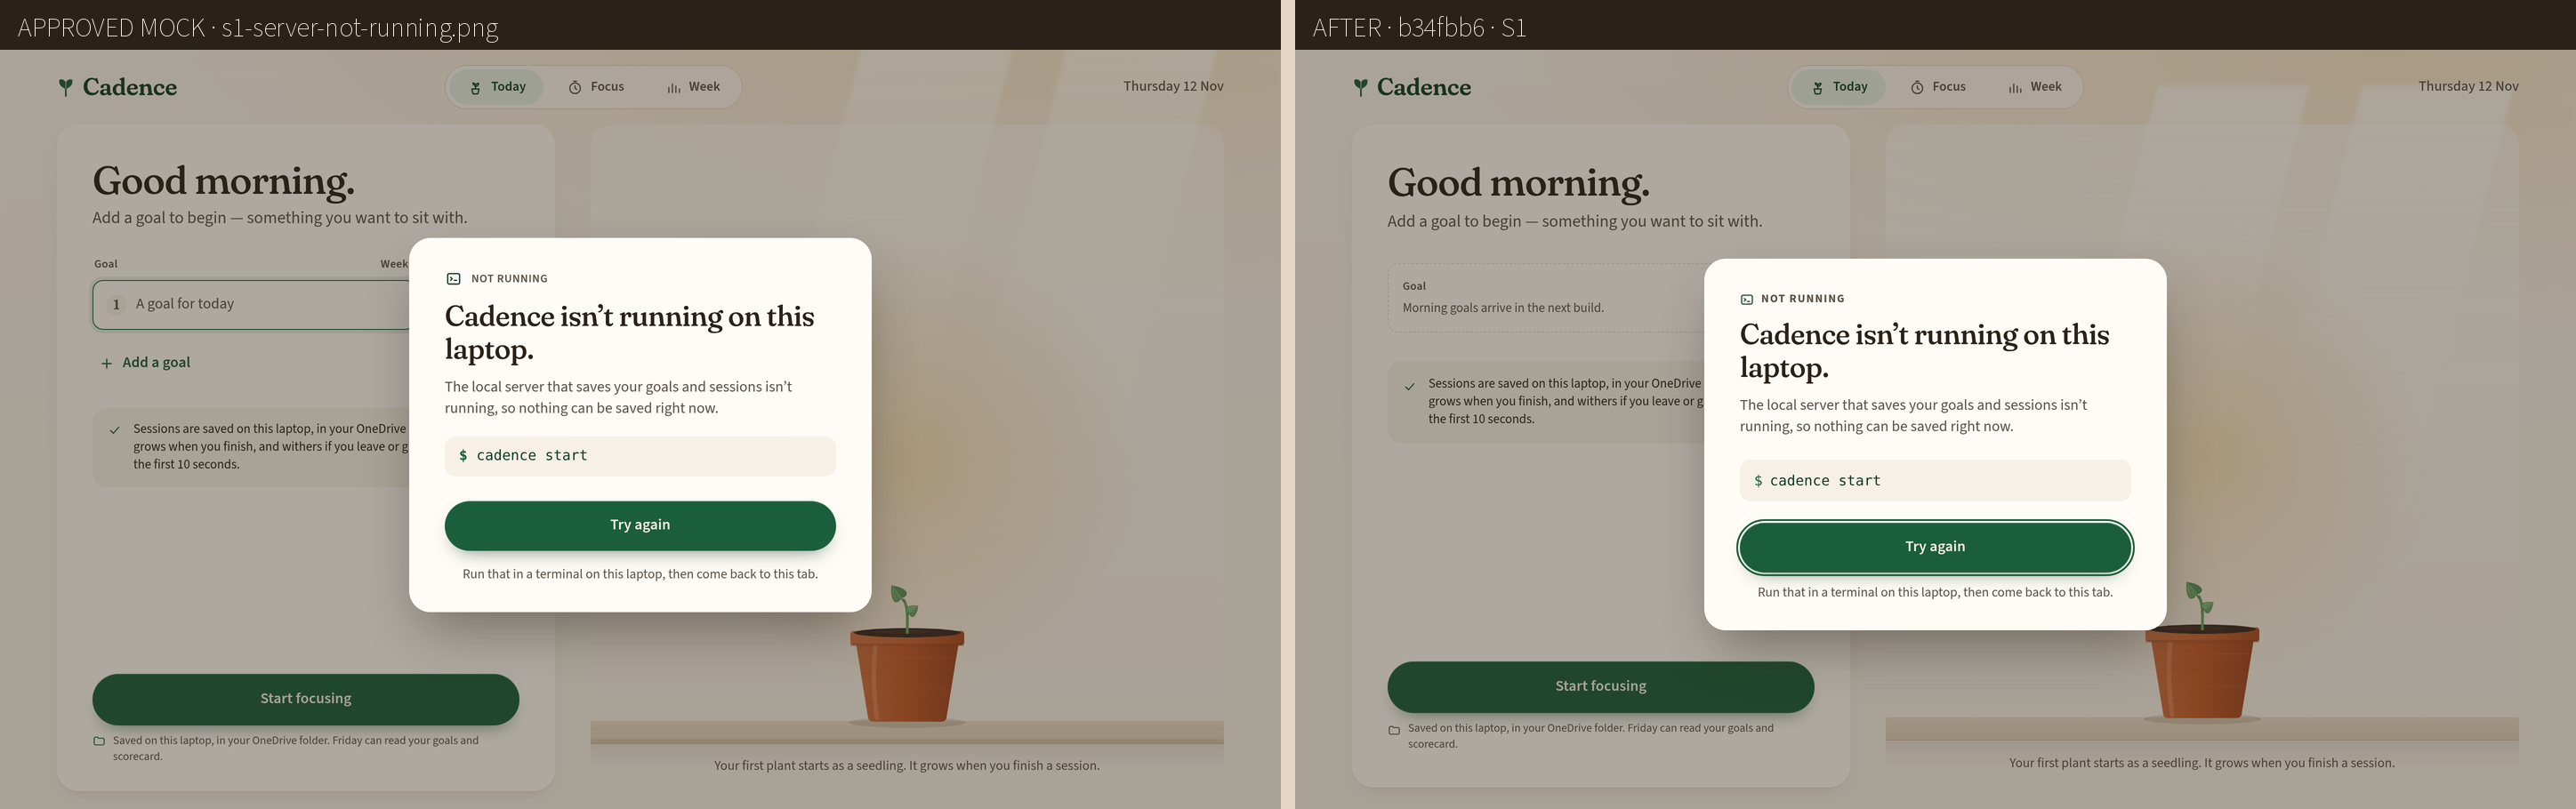 APPROVED MOCK · s1-server-not-running.png
Cadence
Today
Focus
Week
Thursday 12 Nov
Good morning.
Add a goal to begin — something you want to sit with.
Goal
Week
1
A goal for today
+ Add a goal
Sessions are saved on this laptop, in your OneDrive
grows when you finish, and withers if you leave or g
the first 10 seconds.
NOT RUNNING
Cadence isn’t running on this
laptop.
The local server that saves your goals and sessions isn’t
running, so nothing can be saved right now.
$ cadence start
Try again
Run that in a terminal on this laptop, then come back to this tab.
Start focusing
Saved on this laptop, in your OneDrive folder. Friday can read your goals and
scorecard.
Your first plant starts as a seedling. It grows when you finish a session.
AFTER · b34fbb6 · S1
Cadence
Today
Focus
Week
Thursday 12 Nov
Good morning.
Add a goal to begin — something you want to sit with.
Goal
Morning goals arrive in the next build.
Sessions are saved on this laptop, in your OneDrive
grows when you finish, and withers if you leave or g
the first 10 seconds.
NOT RUNNING
Cadence isn’t running on this
laptop.
The local server that saves your goals and sessions isn’t
running, so nothing can be saved right now.
$ cadence start
Try again
Run that in a terminal on this laptop, then come back to this tab.
Start focusing
Saved on this laptop, in your OneDrive folder. Friday can read your goals and
scorecard.
Your first plant starts as a seedling. It grows when you finish a session.